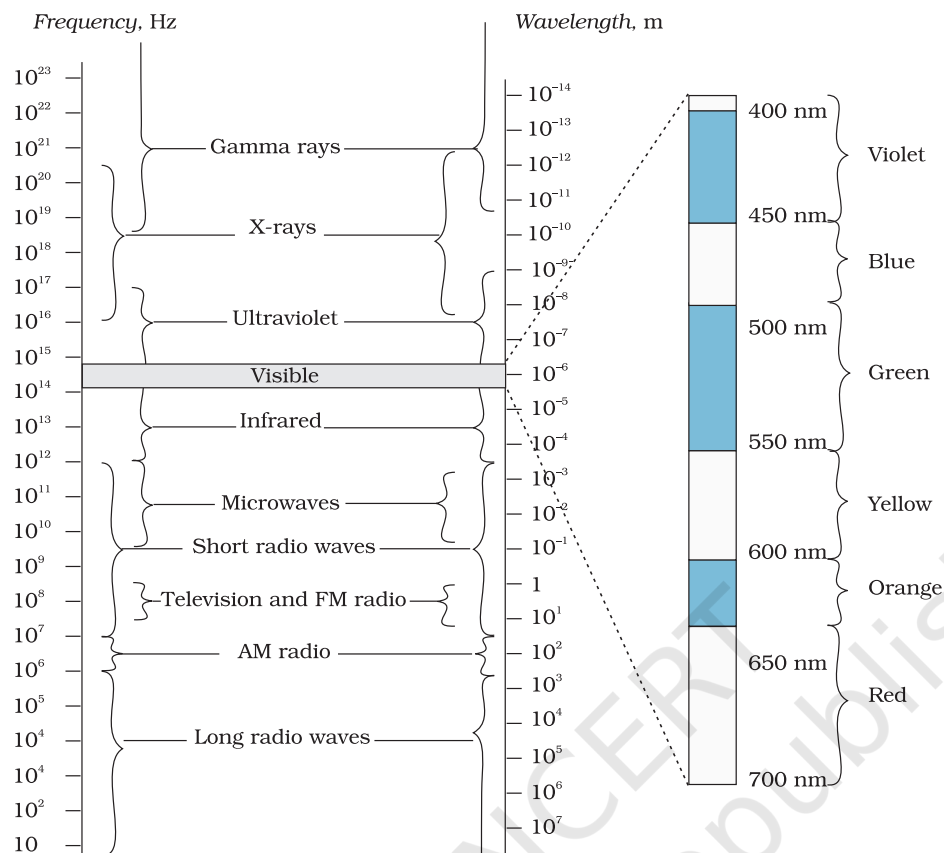 Frequency, Hz
Wavelength, m
10²³
10²²
10²¹
10²⁰
10¹⁹
10¹⁸
10¹⁷
10¹⁶
10¹⁵
10¹⁴
10¹³
10¹²
10¹¹
10¹⁰
10⁹
10⁸
10⁷
10⁶
10⁵
10⁴
10⁴
10²
10
Gamma rays
X-rays
Ultraviolet
Visible
Infrared
Microwaves
Short radio waves
Television and FM radio
AM radio
Long radio waves
10⁻¹⁴
10⁻¹³
10⁻¹²
10⁻¹¹
10⁻¹⁰
10⁻⁹
10⁻⁸
10⁻⁷
10⁻⁶
10⁻⁵
10⁻⁴
10⁻³
10⁻²
10⁻¹
1
10¹
10²
10³
10⁴
10⁵
10⁶
10⁷
400 nm
450 nm
500 nm
550 nm
600 nm
650 nm
700 nm
Violet
Blue
Green
Yellow
Orange
Red
NCERT
republis